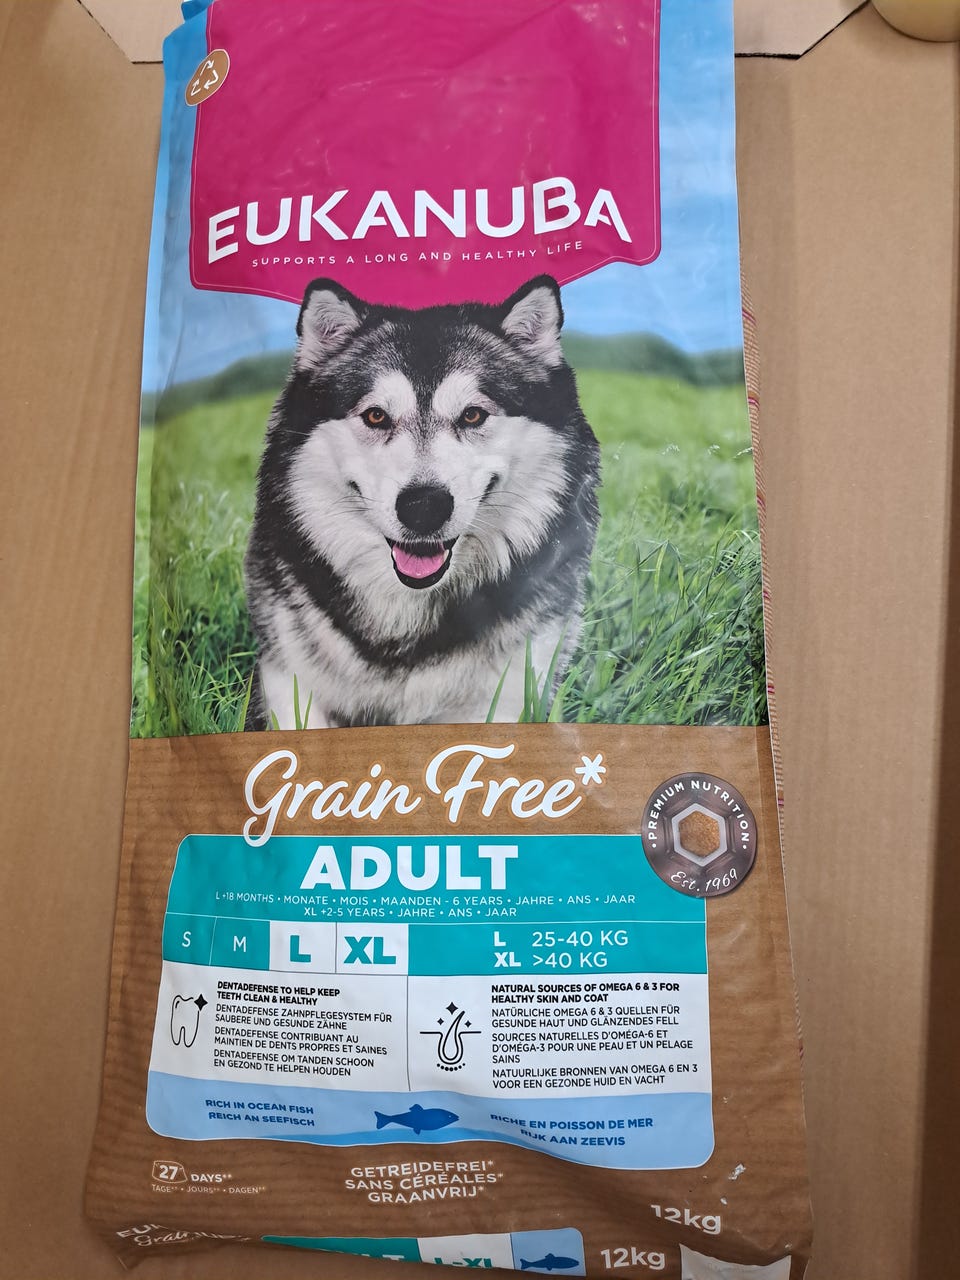 EUKANUBA
SUPPORTS A LONG AND HEALTHY LIFE
Grain Free*
• PREMIUM NUTRITION •
Est. 1969
ADULT
L +18 MONTHS • MONATE • MOIS • MAANDEN - 6 YEARS • JAHRE • ANS • JAAR
XL +2-5 YEARS • JAHRE • ANS • JAAR
S M L XL
L 25-40 KG
XL >40 KG
DENTADEFENSE TO HELP KEEP
TEETH CLEAN & HEALTHY
DENTADEFENSE ZAHNPFLEGESYSTEM FÜR
SAUBERE UND GESUNDE ZÄHNE
DENTADEFENSE CONTRIBUANT AU
MAINTIEN DE DENTS PROPRES ET SAINES
DENTADEFENSE OM TANDEN SCHOON
EN GEZOND TE HELPEN HOUDEN
NATURAL SOURCES OF OMEGA 6 & 3 FOR
HEALTHY SKIN AND COAT
NATÜRLICHE OMEGA 6 & 3 QUELLEN FÜR
GESUNDE HAUT UND GLÄNZENDES FELL
SOURCES NATURELLES D'OMÉGA-6 ET
D'OMÉGA-3 POUR UNE PEAU ET UN PELAGE
SAINS
NATUURLIJKE BRONNEN VAN OMEGA 6 EN 3
VOOR EEN GEZONDE HUID EN VACHT
RICH IN OCEAN FISH
REICH AN SEEFISCH
RICHE EN POISSON DE MER
RIJK AAN ZEEVIS
27 DAYS**
TAGE** • JOURS** • DAGEN**
GETREIDEFREI*
SANS CÉRÉALES*
GRAANVRIJ*
12kg
L-XL
12kg